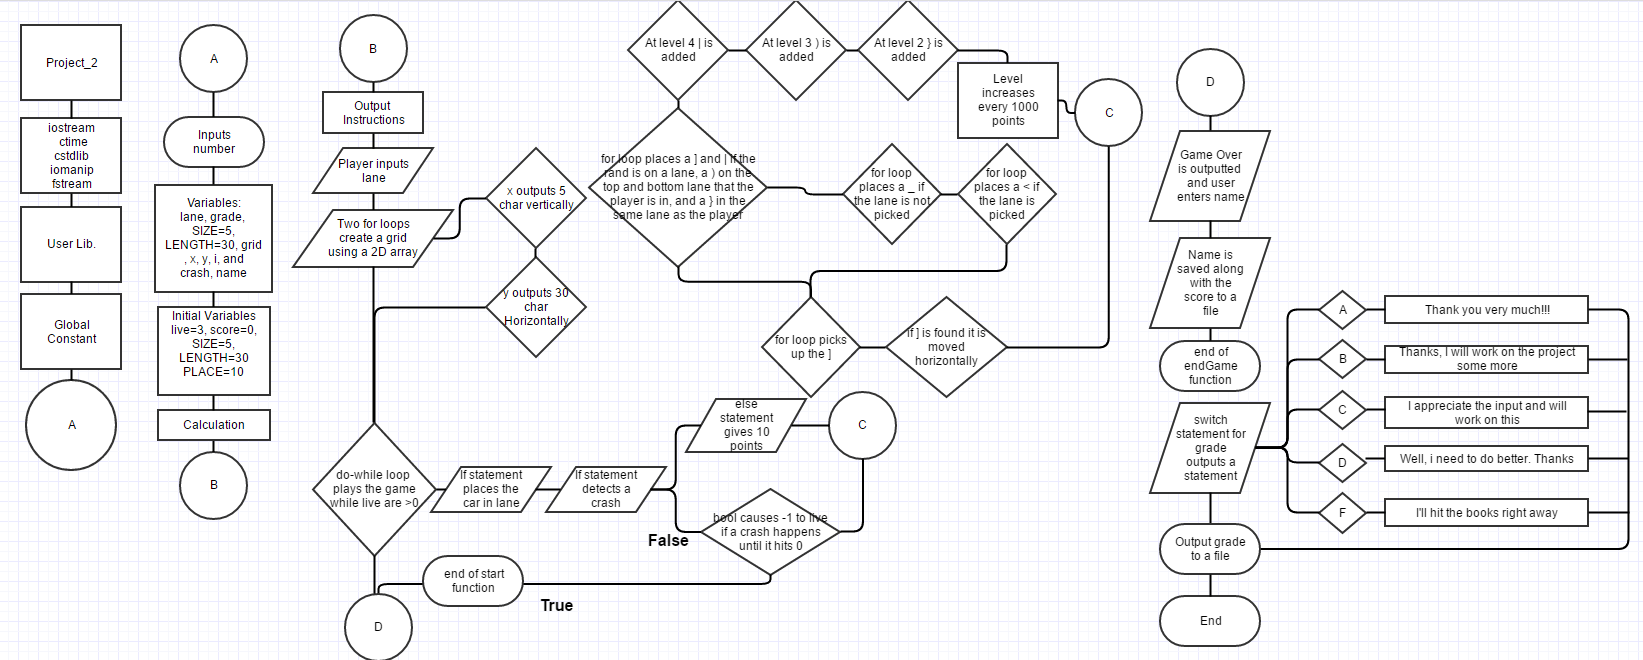 Project_2
iostream
ctime
cstdlib
iomanip
fstream
User Lib.
Global
Constant
A
A
Inputs
number
Variables:
lane, grade,
SIZE=5,
LENGTH=30, grid
, x, y, i, and
crash, name
Initial Variables
live=3, score=0,
SIZE=5,
LENGTH=30
PLACE=10
Calculation
B
B
Output
Instructions
Player inputs
lane
Two for loops
create a grid
using a 2D array
x outputs 5
char vertically
y outputs 30
char
Horizontally
do-while loop
plays the game
while live are >0
If statement
places the
car in lane
If statement
detects a
crash
else
statement
gives 10
points
C
bool causes -1 to live
if a crash happens
until it hits 0
False
True
end of start
function
D
At level 4 | is
added
At level 3 ) is
added
At level 2 } is
added
Level
increases
every 1000
points
C
for loop places a ] and | if the
rand is on a lane, a ) on the
top and bottom lane that the
player is in, and a } in the
same lane as the player
for loop
places a _ if
the lane is not
picked
for loop
places a < if
the lane is
picked
for loop picks
up the ]
if ] is found it is
moved
horizontally
D
Game Over
is outputted
and user
enters name
Name is
saved along
with the
score to a
file
end of
endGame
function
switch
statement for
grade
outputs a
statement
Output grade
to a file
End
A
Thank you very much!!!
B
Thanks, I will work on the project
some more
C
I appreciate the input and will
work on this
D
Well, i need to do better. Thanks
F
I'll hit the books right away